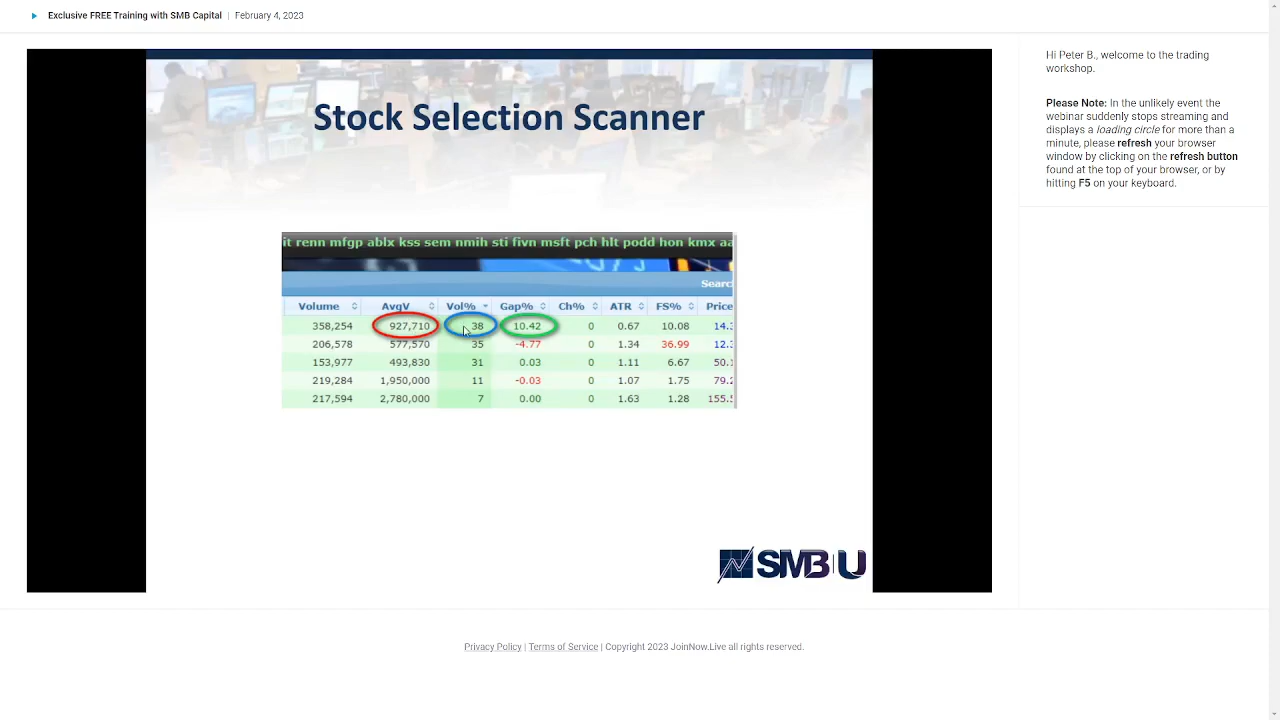 Exclusive FREE Training with SMB Capital | February 4, 2023
Stock Selection Scanner
it renn mfgp ablx kss sem nmih sti fivn msft pch hlt podd hon kmx aa
Searc
Volume AvgV Vol% Gap% Ch% ATR FS% Price
358,254 927,710 38 10.42 0 0.67 10.08 14.
206,578 577,570 35 -4.77 0 1.34 36.99 12.
153,977 493,830 31 0.03 0 1.11 6.67 50.
219,284 1,950,000 11 -0.03 0 1.07 1.75 79.
217,594 2,780,000 7 0.00 0 1.63 1.28 155.
SMB U
Hi Peter B., welcome to the trading
workshop.
Please Note: In the unlikely event the
webinar suddenly stops streaming and
displays a loading circle for more than a
minute, please refresh your browser
window by clicking on the refresh button
found at the top of your browser, or by
hitting F5 on your keyboard.
Privacy Policy | Terms of Service | Copyright 2023 JoinNow.Live all rights reserved.